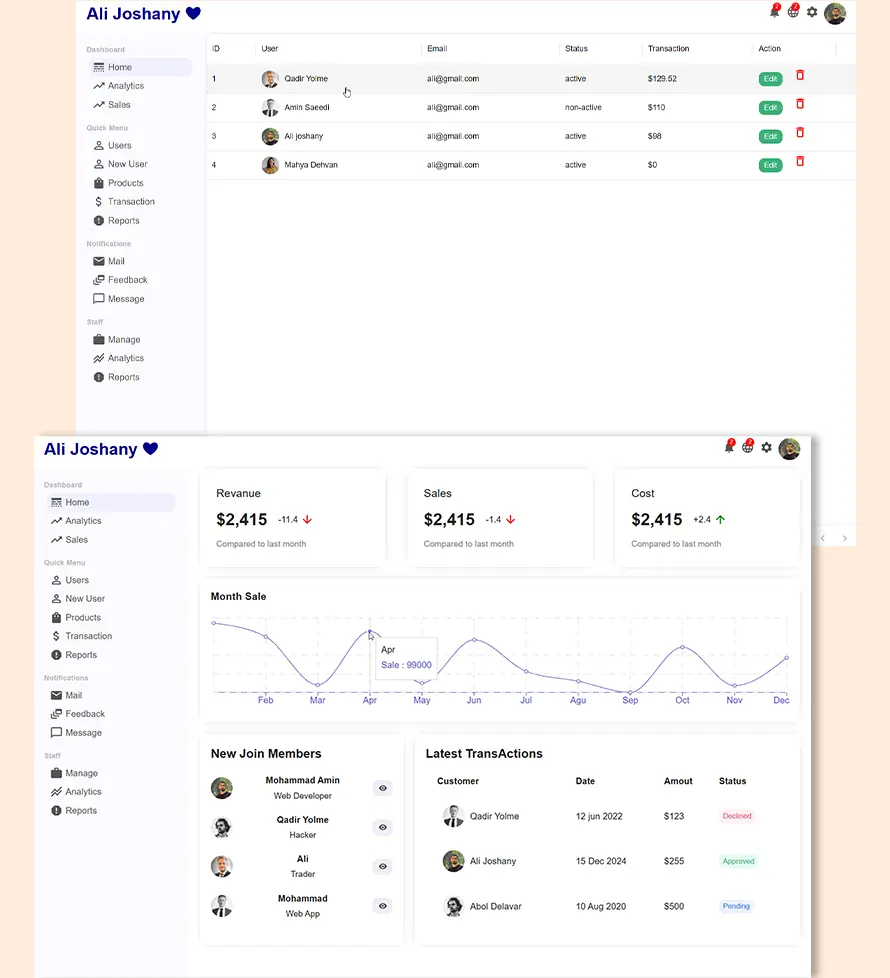 Ali Joshany
2 2
Dashboard
Home
Analytics
Sales
Quick Menu
Users
New User
Products
Transaction
Reports
Notifications
Mail
Feedback
Message
Staff
Manage
Analytics
Reports
ID User Email Status Transaction Action
1 Qadir Yolme ali@gmail.com active $129.52 Edit
2 Amin Saeedi ali@gmail.com non-active $110 Edit
3 Ali joshany ali@gmail.com active $98 Edit
4 Mahya Dehvan ali@gmail.com active $0 Edit
Ali Joshany
2 2
Dashboard
Home
Analytics
Sales
Quick Menu
Users
New User
Products
Transaction
Reports
Notifications
Mail
Feedback
Message
Staff
Manage
Analytics
Reports
Revanue
$2,415 -11.4
Compared to last month
Sales
$2,415 -1.4
Compared to last month
Cost
$2,415 +2.4
Compared to last month
Month Sale
Apr
Sale : 99000
Feb Mar Apr May Jun Jul Agu Sep Oct Nov Dec
New Join Members
Mohammad Amin
Web Developer
Qadir Yolme
Hacker
Ali
Trader
Mohammad
Web App
Latest TransActions
Customer Date Amout Status
Qadir Yolme 12 jun 2022 $123 Declined
Ali Joshany 15 Dec 2024 $255 Approved
Abol Delavar 10 Aug 2020 $500 Pending